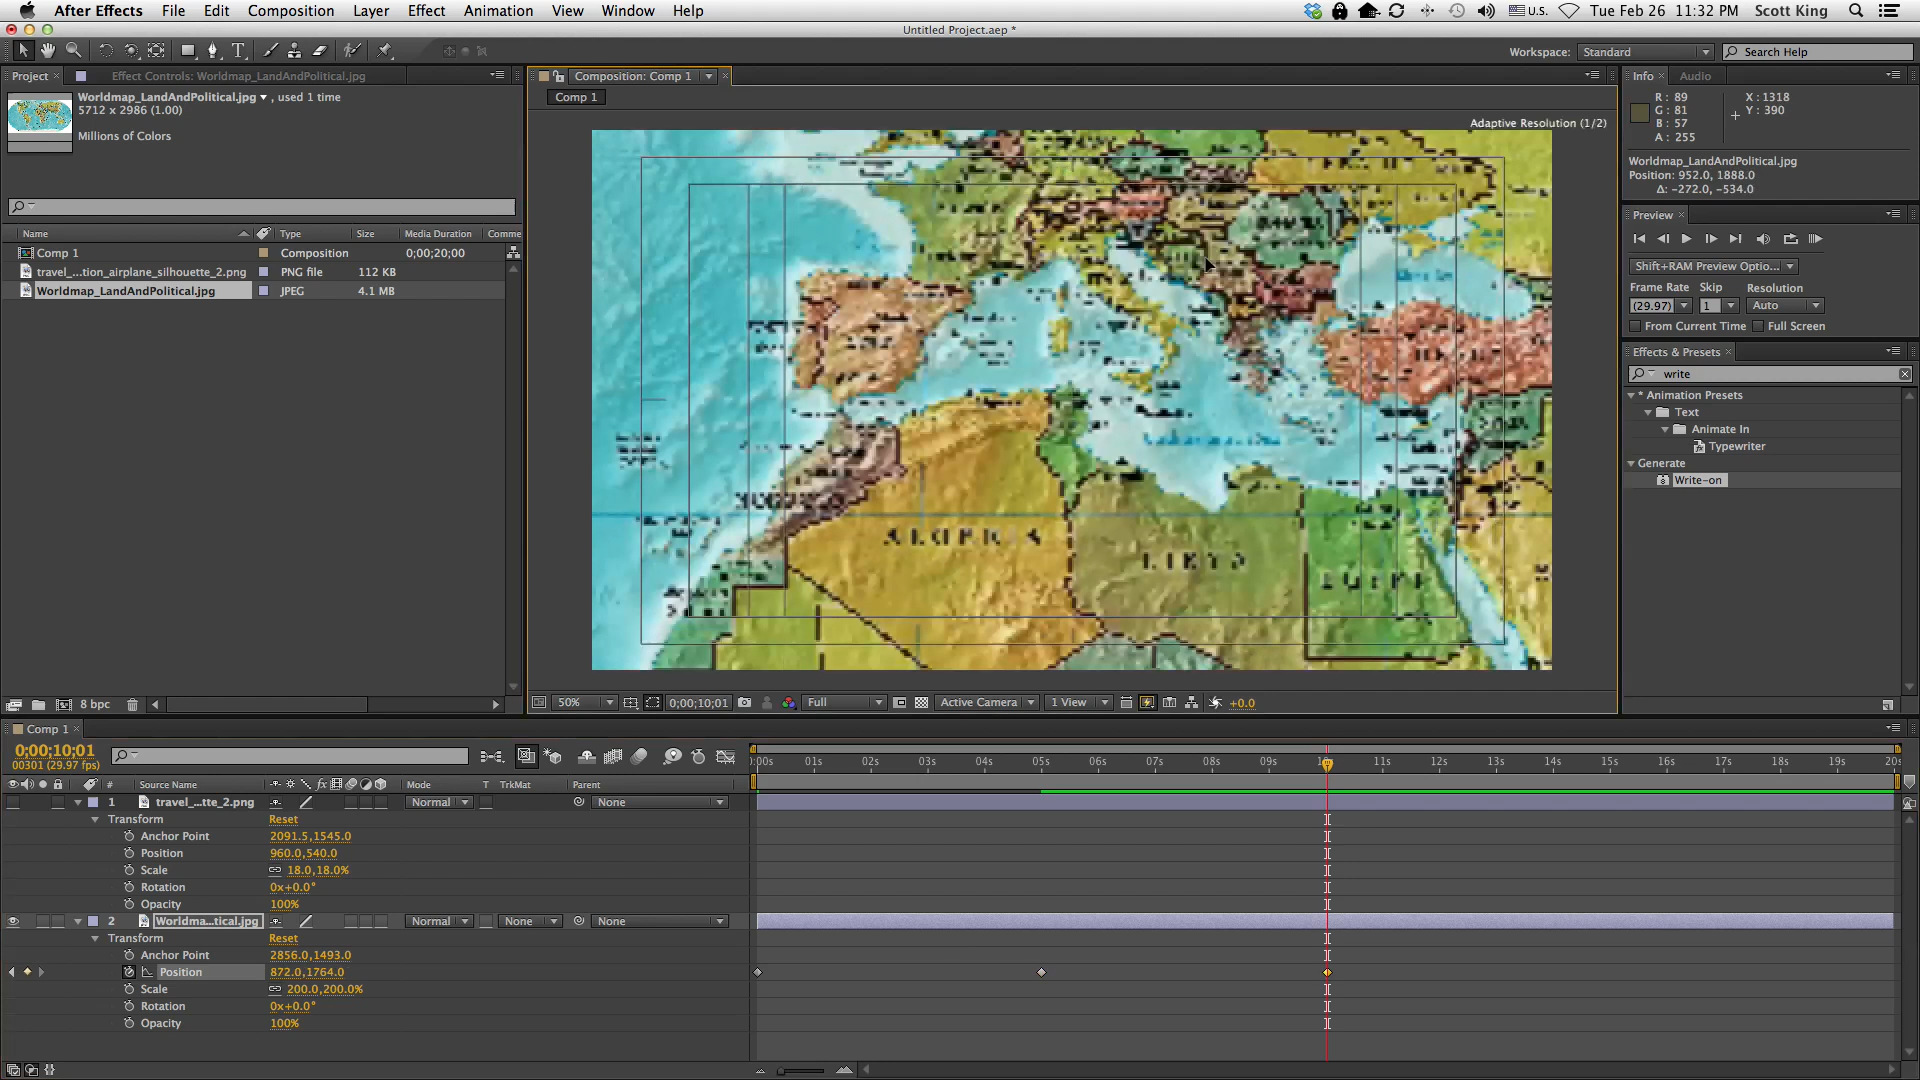 After Effects File Edit Composition Layer Effect Animation View Window Help U.S. Tue Feb 26 11:32 PM Scott King
Untitled Project.aep *
Workspace: Standard Search Help
Project Effect Controls: Worldmap_LandAndPolitical.jpg
Worldmap_LandAndPolitical.jpg , used 1 time
5712 x 2986 (1.00)
Millions of Colors
Name Type Size Media Duration Comme
Comp 1 Composition 0;00;20;00
travel_...tion_airplane_silhouette_2.png PNG file 112 KB
Worldmap_LandAndPolitical.jpg JPEG 4.1 MB
8 bpc
Composition: Comp 1
Comp 1
Adaptive Resolution (1/2)
ALGERIA
LIBYA
EGYPT
50% 0;00;10;01 Full Active Camera 1 View +0.0
Info Audio
R: 89 X: 1318
G: 81 Y: 390
B: 57
A: 255
Worldmap_LandAndPolitical.jpg
Position: 952.0, 1888.0
Δ: -272.0, -534.0
Preview
Shift+RAM Preview Optio...
Frame Rate Skip Resolution
(29.97) 1 Auto
From Current Time Full Screen
Effects & Presets
write
* Animation Presets
Text
Animate In
Typewriter
Generate
Write-on
Comp 1
0;00;10;01
00301 (29.97 fps)
# Source Name fx Mode T TrkMat Parent
):00s 01s 02s 03s 04s 05s 06s 07s 08s 09s 11s 12s 13s 14s 15s 16s 17s 18s 19s 20s
1 travel_...tte_2.png Normal None
Transform Reset
Anchor Point 2091.5,1545.0
Position 960.0,540.0
Scale 18.0,18.0%
Rotation 0x+0.0°
Opacity 100%
2 Worldma...tical.jpg Normal None None
Transform Reset
Anchor Point 2856.0,1493.0
Position 872.0,1764.0
Scale 200.0,200.0%
Rotation 0x+0.0°
Opacity 100%